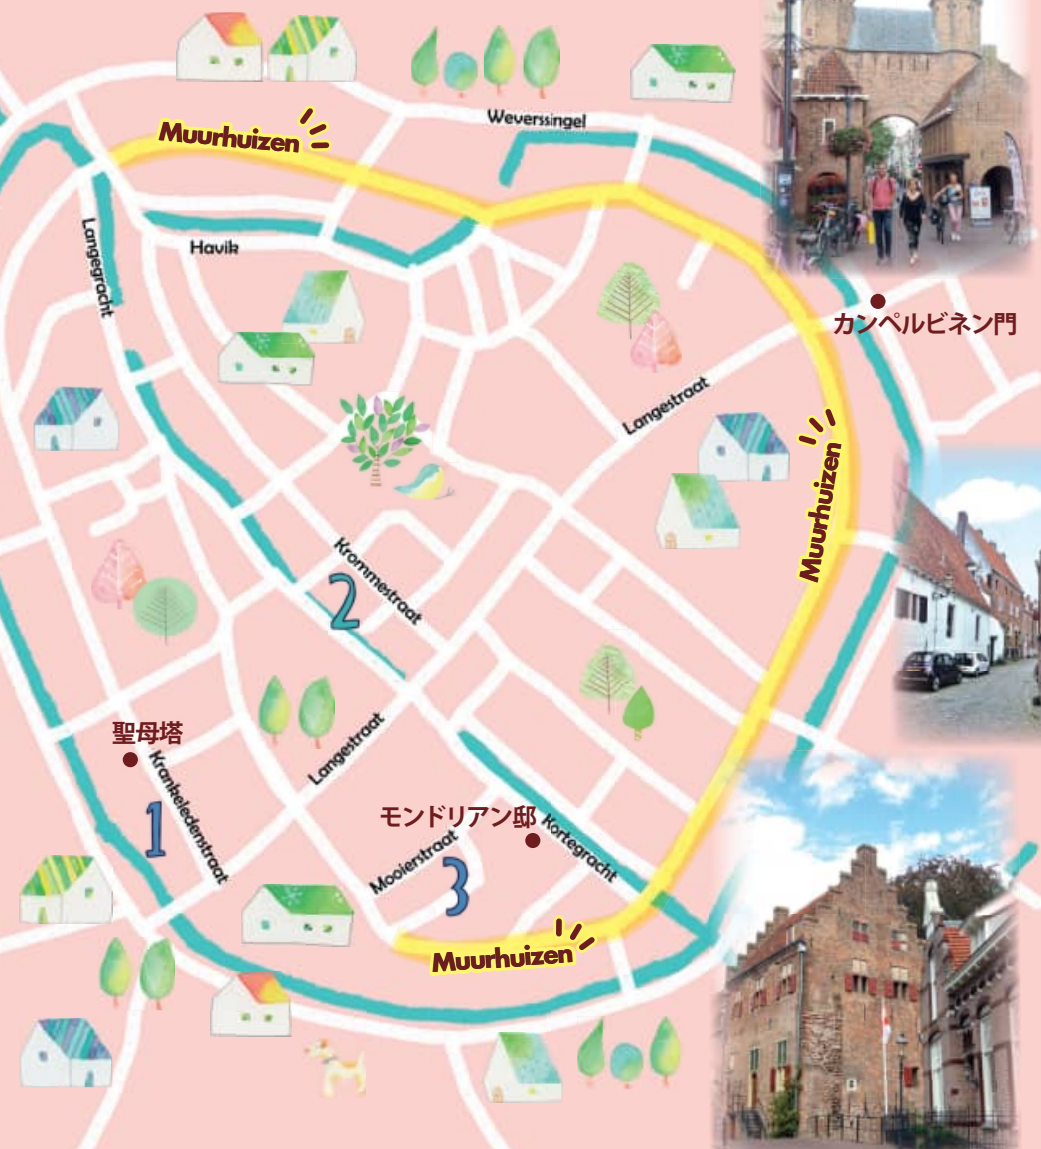 Muurhuizen
Weverssingel
Langegracht
Havik
カンペルビネン門
Langestraat
Muurhuizen
Krommestraat
2
聖母塔
Langestraat
Krankeledenstraat
1
モンドリアン邸
Kortegracht
Mooierstraat
3
Muurhuizen